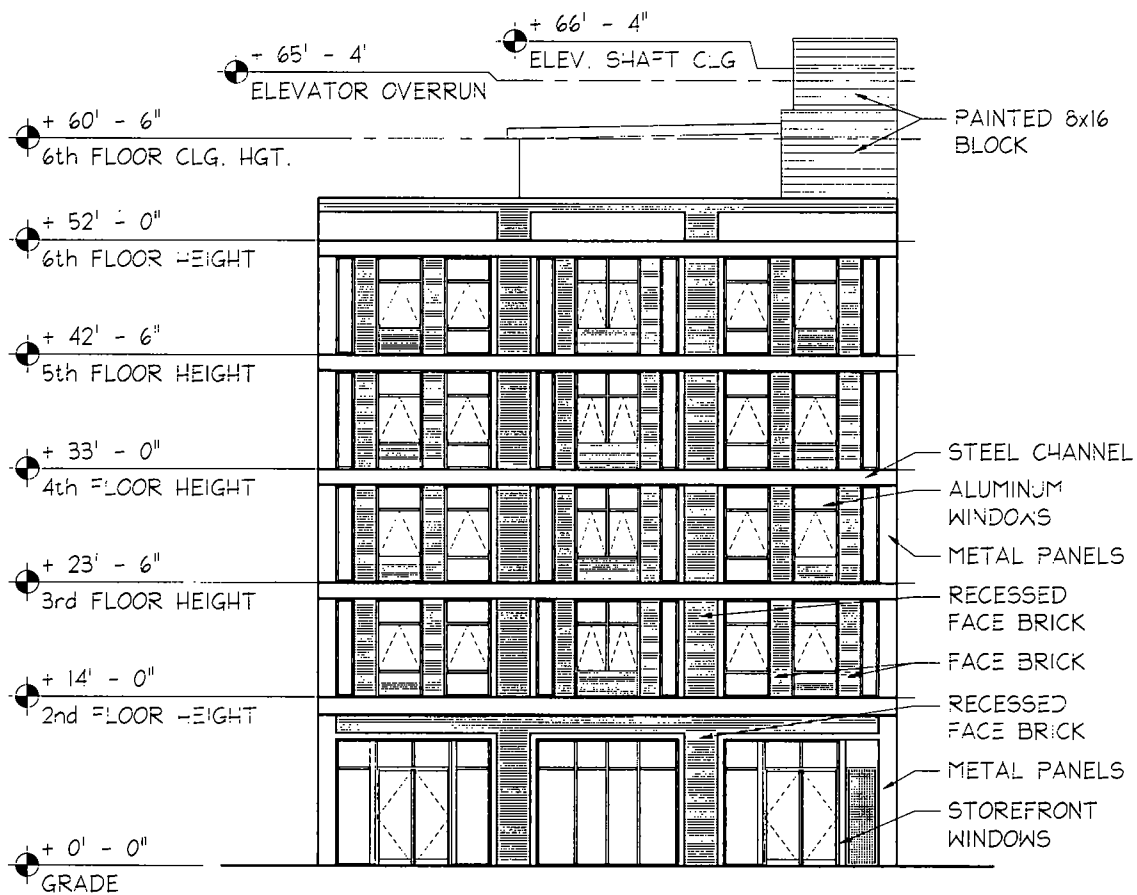 + 66' - 4"
ELEV. SHAFT CLG
+ 65' - 4'
ELEVATOR OVERRUN
+ 60' - 6"
6th FLOOR CLG. HGT.
PAINTED 8x16
BLOCK
+ 52' - 0"
6th FLOOR HEIGHT
+ 42' - 6"
5th FLOOR HEIGHT
+ 33' - 0"
4th FLOOR HEIGHT
STEEL CHANNEL
ALUMINUM
WINDOWS
METAL PANELS
+ 23' - 6"
3rd FLOOR HEIGHT
RECESSED
FACE BRICK
FACE BRICK
+ 14' - 0"
2nd FLOOR HEIGHT
RECESSED
FACE BRICK
METAL PANELS
STOREFRONT
WINDOWS
+ 0' - 0"
GRADE